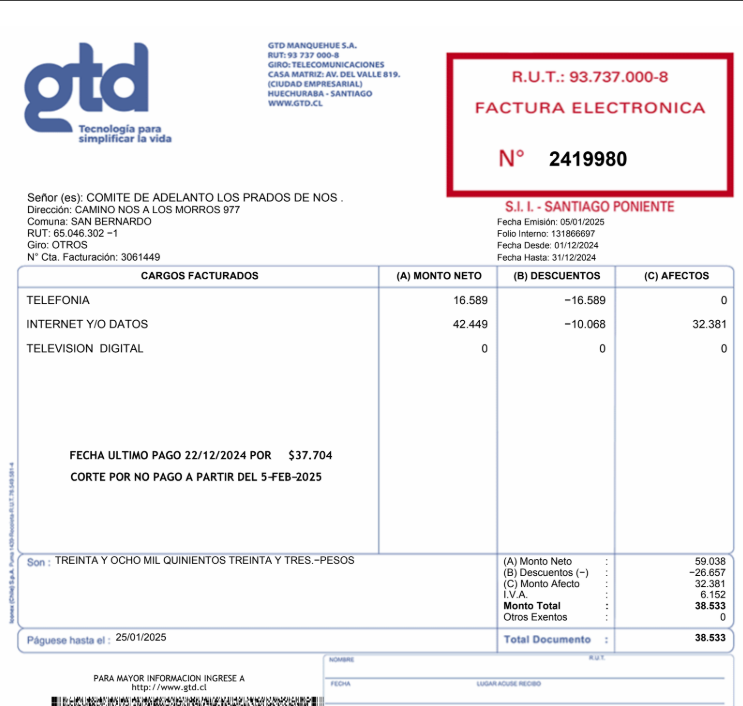 gtd
Tecnología para
simplificar la vida
GTD MANQUEHUE S.A.
RUT: 93 737 000-8
GIRO: TELECOMUNICACIONES
CASA MATRIZ: AV. DEL VALLE 819.
(CIUDAD EMPRESARIAL)
HUECHURABA - SANTIAGO
WWW.GTD.CL
R.U.T.: 93.737.000-8
FACTURA ELECTRONICA
N° 2419980
S.I. I. - SANTIAGO PONIENTE
Señor (es): COMITE DE ADELANTO LOS PRADOS DE NOS .
Dirección: CAMINO NOS A LOS MORROS 977
Comuna: SAN BERNARDO
RUT: 65.046.302 −1
Giro: OTROS
N° Cta. Facturación: 3061449
Fecha Emisión: 05/01/2025
Folio Interno: 131866697
Fecha Desde: 01/12/2024
Fecha Hasta: 31/12/2024
CARGOS FACTURADOS (A) MONTO NETO (B) DESCUENTOS (C) AFECTOS
TELEFONIA 16.589 −16.589 0
INTERNET Y/O DATOS 42.449 −10.068 32.381
TELEVISION DIGITAL 0 0 0
FECHA ULTIMO PAGO 22/12/2024 POR $37.704
CORTE POR NO PAGO A PARTIR DEL 5-FEB-2025
Son : TREINTA Y OCHO MIL QUINIENTOS TREINTA Y TRES.−PESOS
(A) Monto Neto : 59.038
(B) Descuentos (−) : −26.657
(C) Monto Afecto : 32.381
I.V.A. : 6.152
Monto Total : 38.533
Otros Exentos : 0
Páguese hasta el : 25/01/2025
Total Documento : 38.533
NOMBRE R.U.T.
FECHA LUGAR ACUSE RECIBO
PARA MAYOR INFORMACION INGRESE A
http://www.gtd.cl